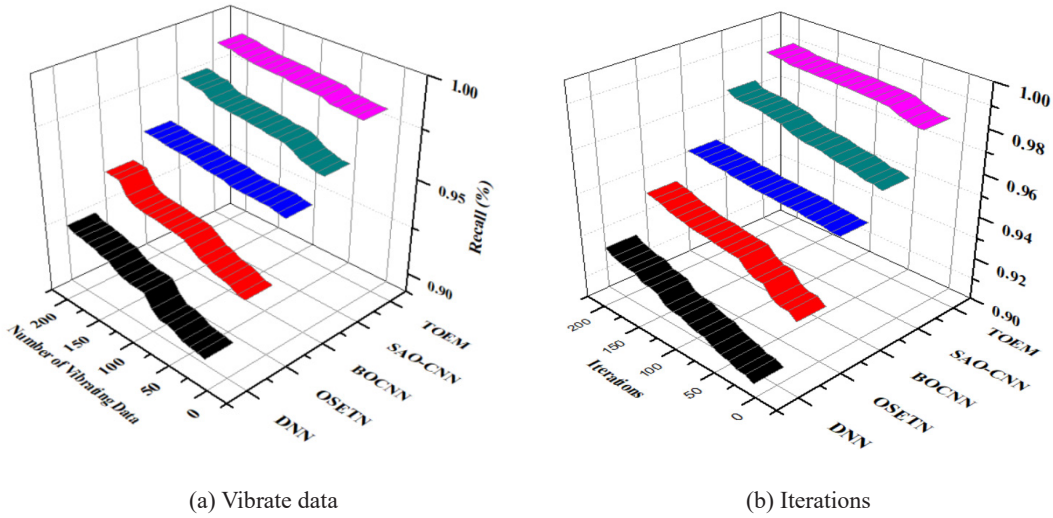 1.00
0.95
0.90
Recall (%)
200
150
100
50
0
Number of Vibrating Data
TOEM
SAO-CNN
BOCNN
OSETN
DNN
1.00
0.98
0.96
0.94
0.92
0.90
200
150
100
50
0
Iterations
TOEM
SAO-CNN
BOCNN
OSETN
DNN
(a) Vibrate data
(b) Iterations